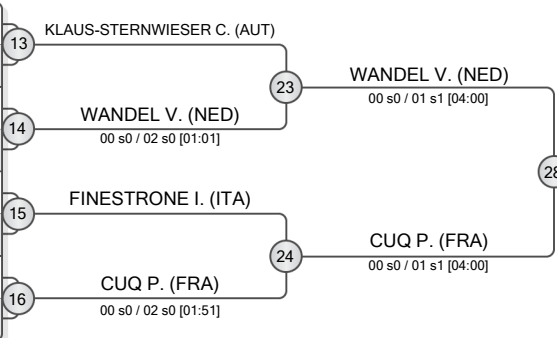 13
KLAUS-STERNWIESER C. (AUT)
23
WANDEL V. (NED)
00 s0 / 01 s1 [04:00]
14
WANDEL V. (NED)
00 s0 / 02 s0 [01:01]
28
15
FINESTRONE I. (ITA)
24
CUQ P. (FRA)
00 s0 / 01 s1 [04:00]
16
CUQ P. (FRA)
00 s0 / 02 s0 [01:51]